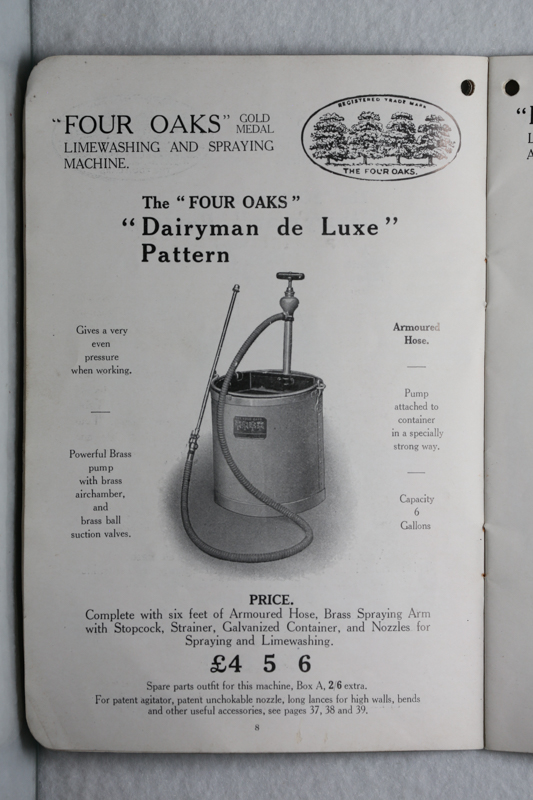 "FOUR OAKS" GOLD MEDAL
LIMEWASHING AND SPRAYING
MACHINE.
REGISTERED TRADE MARK
THE FOUR OAKS.
The "FOUR OAKS"
"Dairyman de Luxe"
Pattern
Gives a very
even
pressure
when working.
Powerful Brass
pump
with brass
airchamber,
and
brass ball
suction valves.
Armoured
Hose.
Pump
attached to
container
in a specially
strong way.
Capacity
6
Gallons
PRICE.
Complete with six feet of Armoured Hose, Brass Spraying Arm
with Stopcock, Strainer, Galvanized Container, and Nozzles for
Spraying and Limewashing.
£4 5 6
Spare parts outfit for this machine, Box A, 2/6 extra.
For patent agitator, patent unchokable nozzle, long lances for high walls, bends
and other useful accessories, see pages 37, 38 and 39.
8